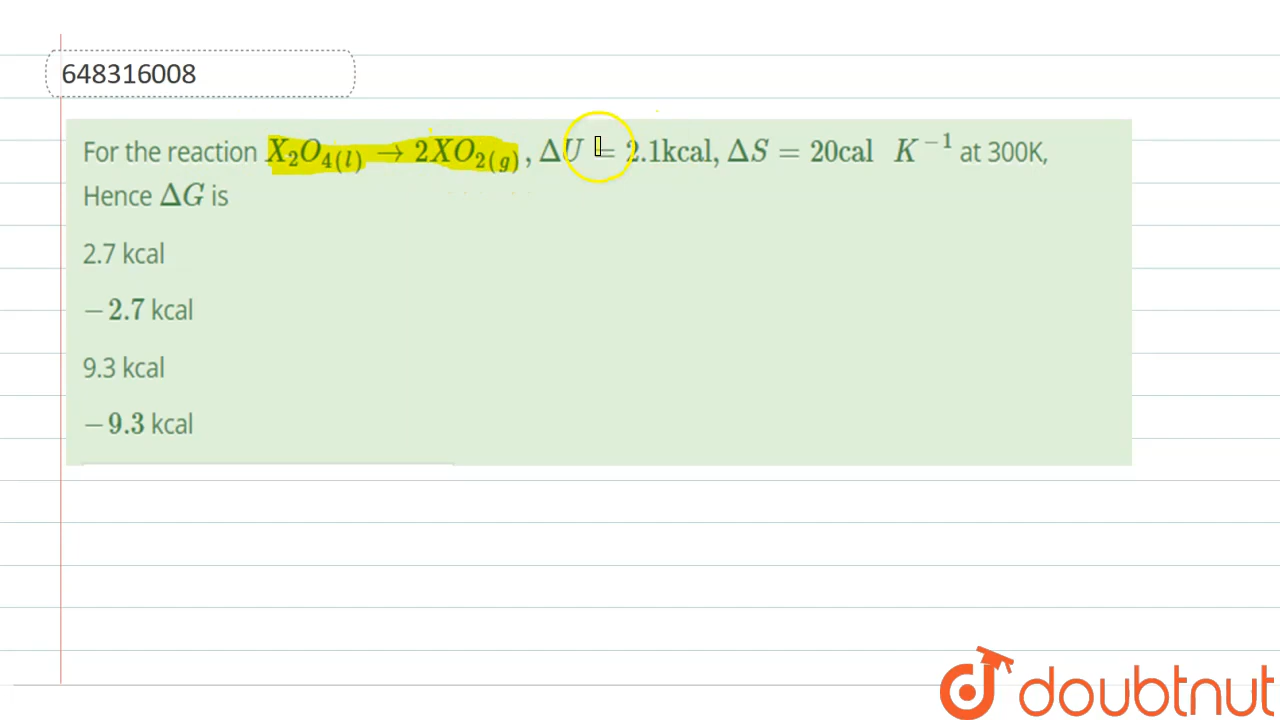 648316008
For the reaction X₂O₄₍ₗ₎ → 2XO₂₍g₎, ΔU = 2.1kcal, ΔS = 20cal K⁻¹ at 300K,
Hence ΔG is
2.7 kcal
−2.7 kcal
9.3 kcal
−9.3 kcal
doubtnut